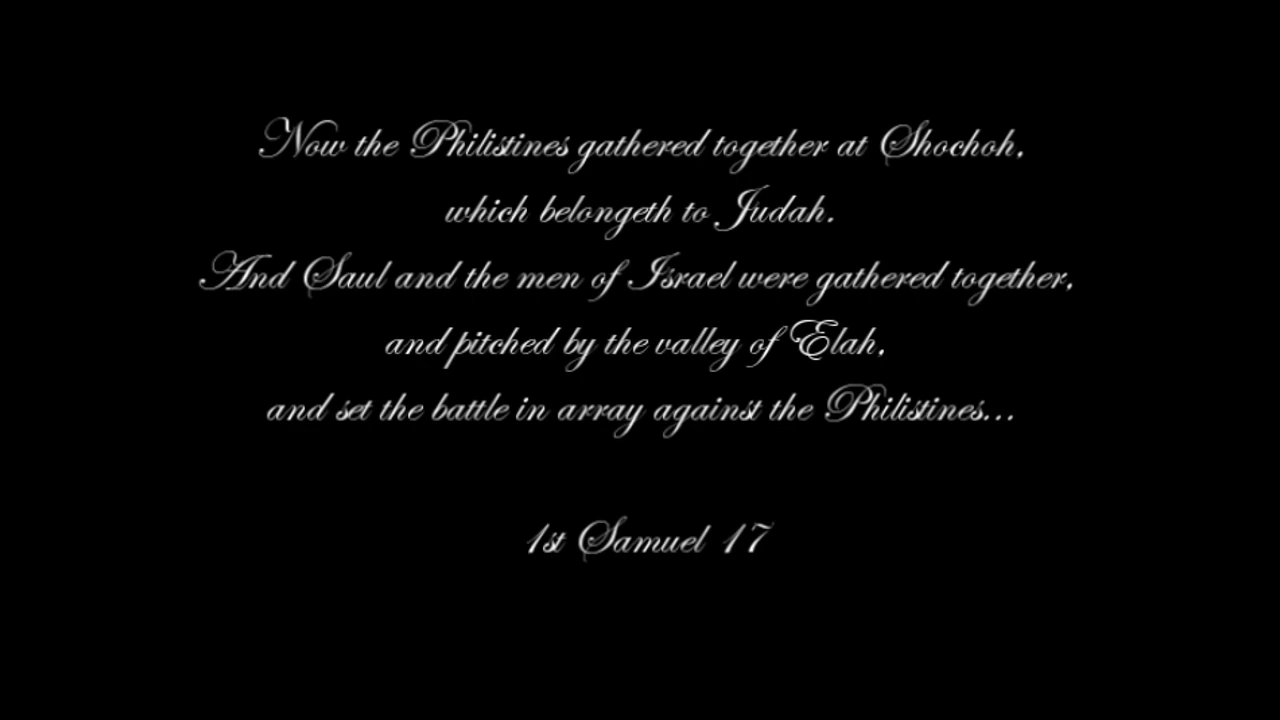 Now the Philistines gathered together at Shochoh,
which belongeth to Judah.
And Saul and the men of Israel were gathered together,
and pitched by the valley of Elah,
and set the battle in array against the Philistines...
1st Samuel 17